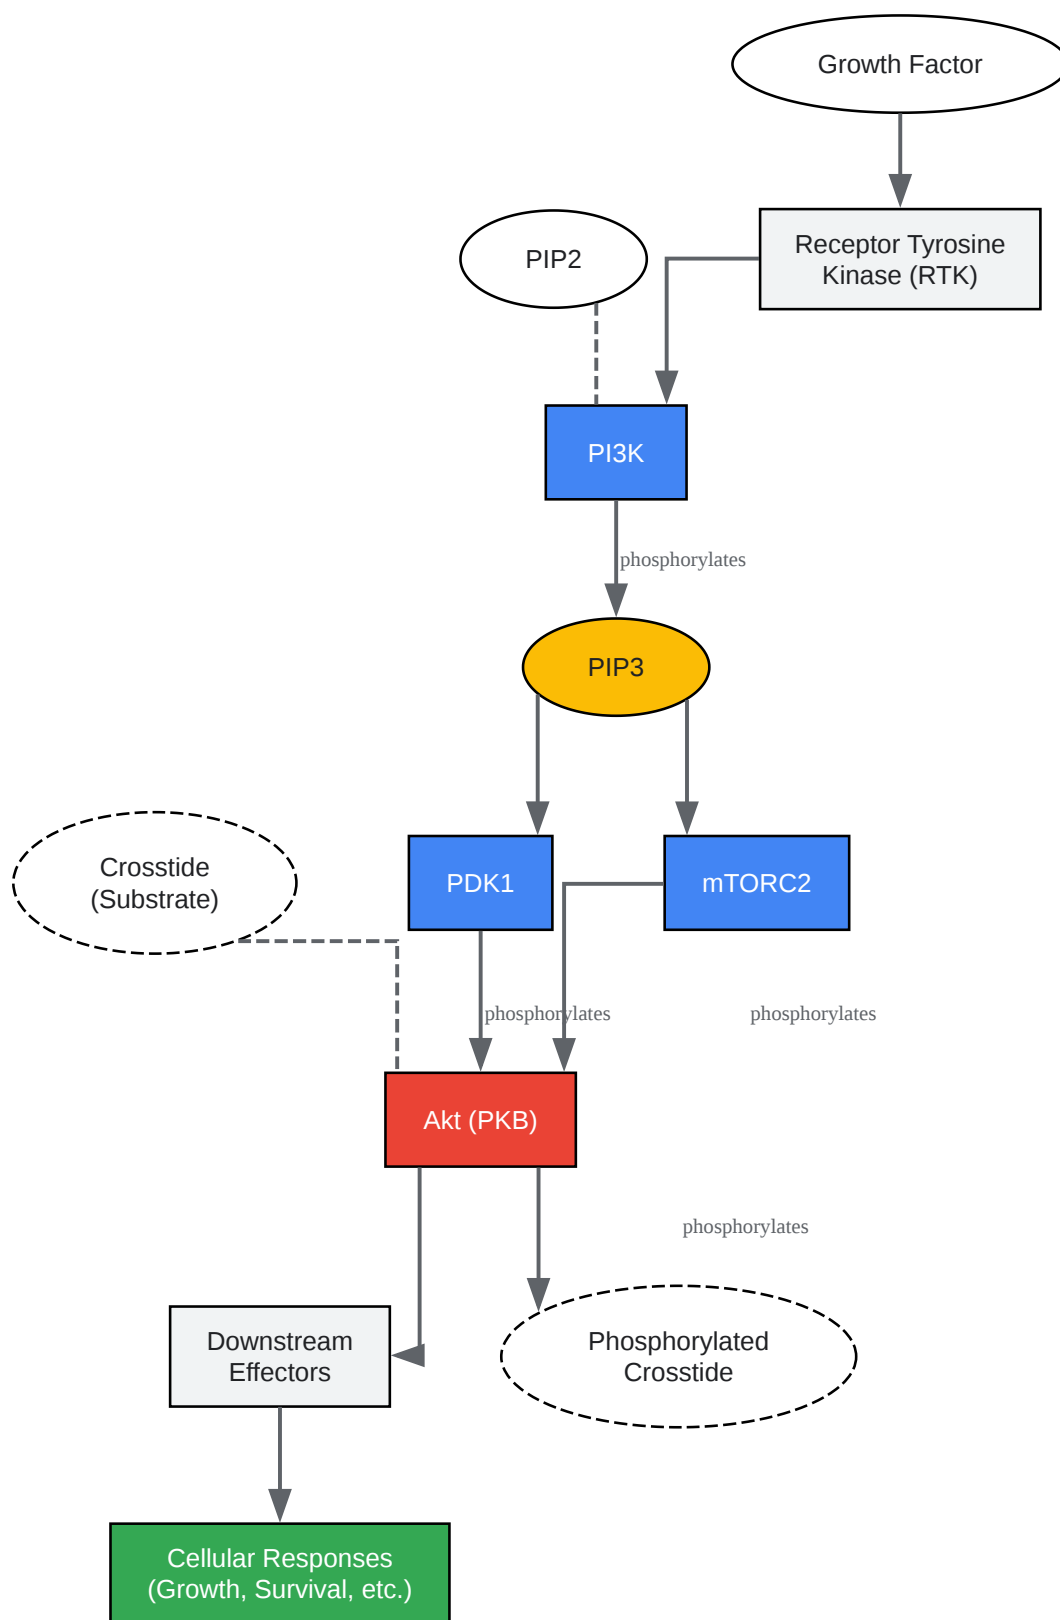 Growth Factor
Receptor Tyrosine
Kinase (RTK)
PIP2
PI3K
phosphorylates
PIP3
Crosstide
(Substrate)
PDK1
mTORC2
phosphorylates
phosphorylates
Akt (PKB)
phosphorylates
Downstream
Effectors
Phosphorylated
Crosstide
Cellular Responses
(Growth, Survival, etc.)